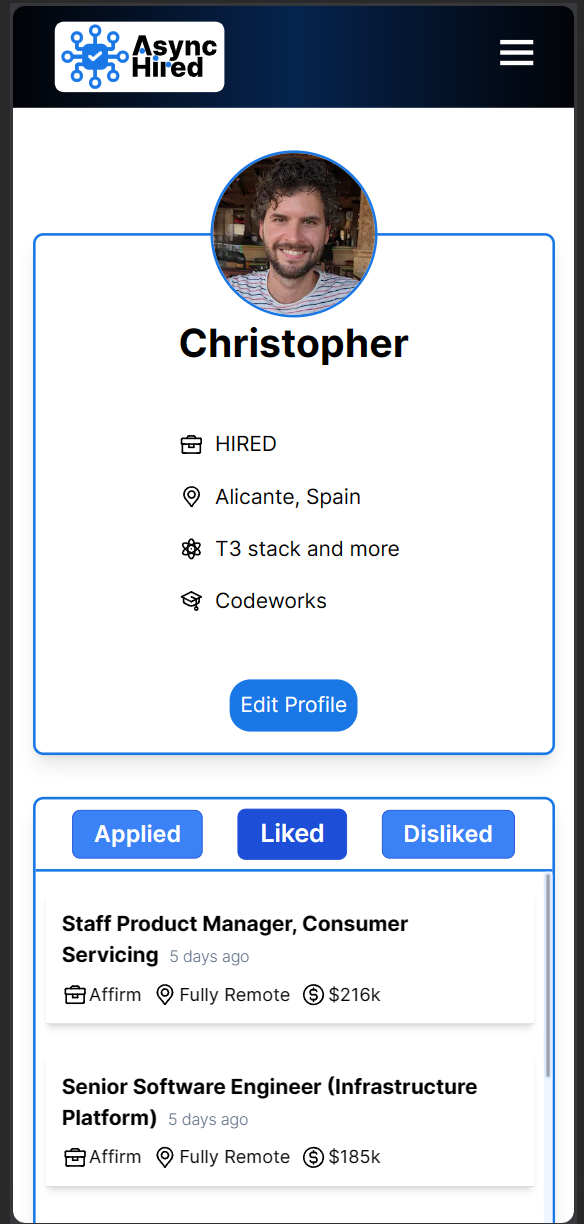 Async
Hired
Christopher
HIRED
Alicante, Spain
T3 stack and more
Codeworks
Edit Profile
Applied Liked Disliked
Staff Product Manager, Consumer
Servicing 5 days ago
Affirm Fully Remote $216k
Senior Software Engineer (Infrastructure
Platform) 5 days ago
Affirm Fully Remote $185k